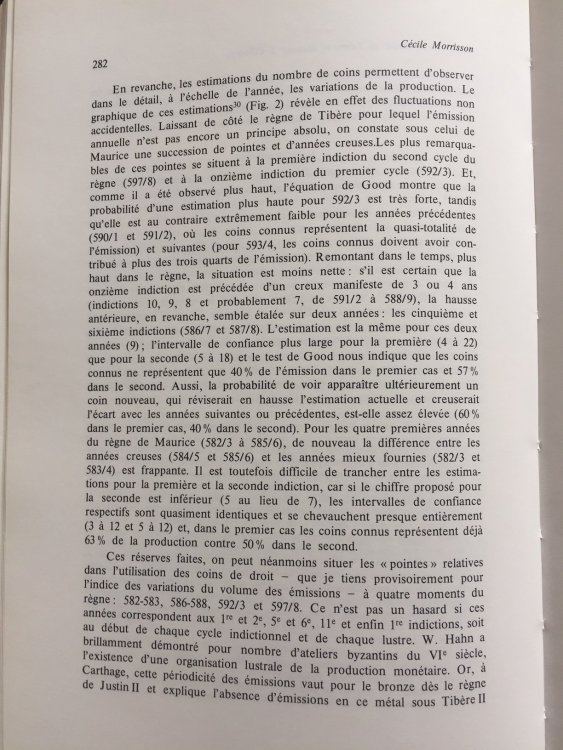 Cécile Morrisson
282
En revanche, les estimations du nombre de coins permettent d'observer
dans le détail, à l'échelle de l'année, les variations de la production. Le
graphique de ces estimations³⁰ (Fig. 2) révèle en effet des fluctuations non
accidentelles. Laissant de côté le règne de Tibère pour lequel l'émission
annuelle n'est pas encore un principe absolu, on constate sous celui de
Maurice une succession de pointes et d'années creuses.Les plus remarqua-
bles de ces pointes se situent à la première indiction du second cycle du
règne (597/8) et à la onzième indiction du premier cycle (592/3). Et,
comme il a été observé plus haut, l'équation de Good montre que la
probabilité d'une estimation plus haute pour 592/3 est très forte, tandis
qu'elle est au contraire extrêmement faible pour les années précédentes
(590/1 et 591/2), où les coins connus représentent la quasi-totalité de
l'émission) et suivantes (pour 593/4, les coins connus doivent avoir con-
tribué à plus des trois quarts de l'émission). Remontant dans le temps, plus
haut dans le règne, la situation est moins nette : s'il est certain que la
onzième indiction est précédée d'un creux manifeste de 3 ou 4 ans
(indictions 10, 9, 8 et probablement 7, de 591/2 à 588/9), la hausse
antérieure, en revanche, semble étalée sur deux années : les cinquième et
sixième indictions (586/7 et 587/8). L'estimation est la même pour ces deux
années (9) ; l'intervalle de confiance plus large pour la première (4 à 22)
que pour la seconde (5 à 18) et le test de Good nous indique que les coins
connus ne représentent que 40 % de l'émission dans le premier cas et 57 %
dans le second. Aussi, la probabilité de voir apparaître ultérieurement un
coin nouveau, qui réviserait en hausse l'estimation actuelle et creuserait
l'écart avec les années suivantes ou précédentes, est-elle assez élevée (60 %
dans le premier cas, 40 % dans le second). Pour les quatre premières années
du règne de Maurice (582/3 à 585/6), de nouveau la différence entre les
années creuses (584/5 et 585/6) et les années mieux fournies (582/3 et
583/4) est frappante. Il est toutefois difficile de trancher entre les estima-
tions pour la première et la seconde indiction, car si le chiffre proposé pour
la seconde est inférieur (5 au lieu de 7), les intervalles de confiance
respectifs sont quasiment identiques et se chevauchent presque entièrement
(3 à 12 et 5 à 12) et, dans le premier cas les coins connus représentent déjà
63 % de la production contre 50 % dans le second.
Ces réserves faites, on peut néanmoins situer les « pointes » relatives
dans l'utilisation des coins de droit – que je tiens provisoirement pour
l'indice des variations du volume des émissions – à quatre moments du
règne : 582-583, 586-588, 592/3 et 597/8. Ce n'est pas un hasard si ces
années correspondent aux 1ʳᵉ et 2ᵉ, 5ᵉ et 6ᵉ, 11ᵉ et enfin 1ʳᵉ indictions, soit
au début de chaque cycle indictionnel et de chaque lustre. W. Hahn a
brillamment démontré pour nombre d'ateliers byzantins du VIᵉ siècle,
l'existence d'une organisation lustrale de la production monétaire. Or, à
Carthage, cette périodicité des émissions vaut pour le bronze dès le règne
de Justin II et explique l'absence d'émissions en ce métal sous Tibère II